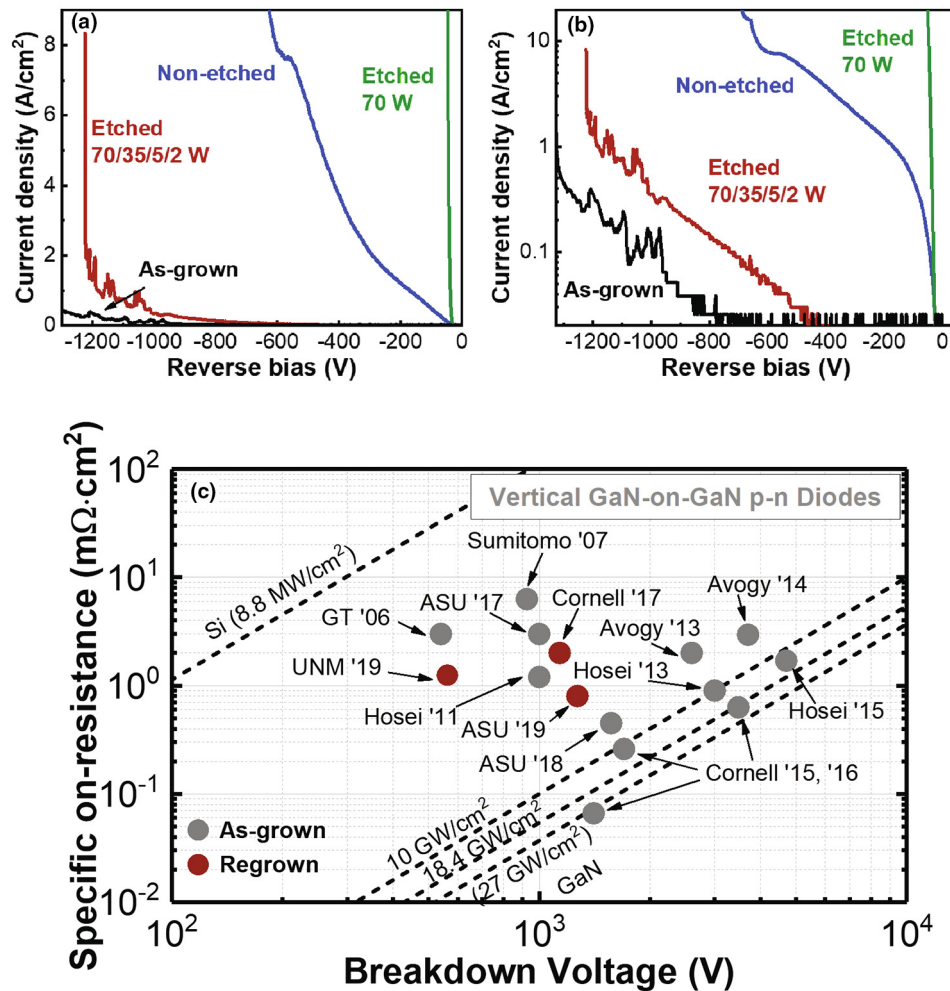 (a)
8
6
4
2
0
Current density (A/cm²)
Non-etched
Etched
70 W
Etched
70/35/5/2 W
As-grown
-1200 -1000 -800 -600 -400 -200 0
Reverse bias (V)
(b)
10
1
0.1
Current density (A/cm²)
Etched
70 W
Non-etched
Etched
70/35/5/2 W
As-grown
-1200 -1000 -800 -600 -400 -200 0
Reverse bias (V)
(c)
Vertical GaN-on-GaN p-n Diodes
Specific on-resistance (mΩ·cm²)
10²
10¹
10⁰
10⁻¹
10⁻²
Si (8.8 MW/cm²)
Sumitomo '07
GT '06
ASU '17
Cornell '17
Avogy '14
Avogy '13
UNM '19
Hosei '13
Hosei '11
Hosei '15
ASU '19
ASU '18
Cornell '15, '16
10 GW/cm²
18.4 GW/cm²
(27 GW/cm²)
GaN
As-grown
Regrown
10² 10³ 10⁴
Breakdown Voltage (V)